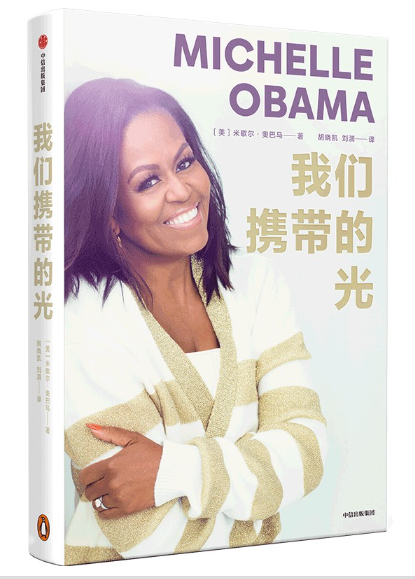 MICHELLE
OBAMA
[美] 米歇尔·奥巴马——著 胡晓凯 刘漪——译
我们
携带的
光
中信出版集团
中信出版集团
我们携带的光
[美] 米歇尔·奥巴马——著
胡晓凯 刘漪——译